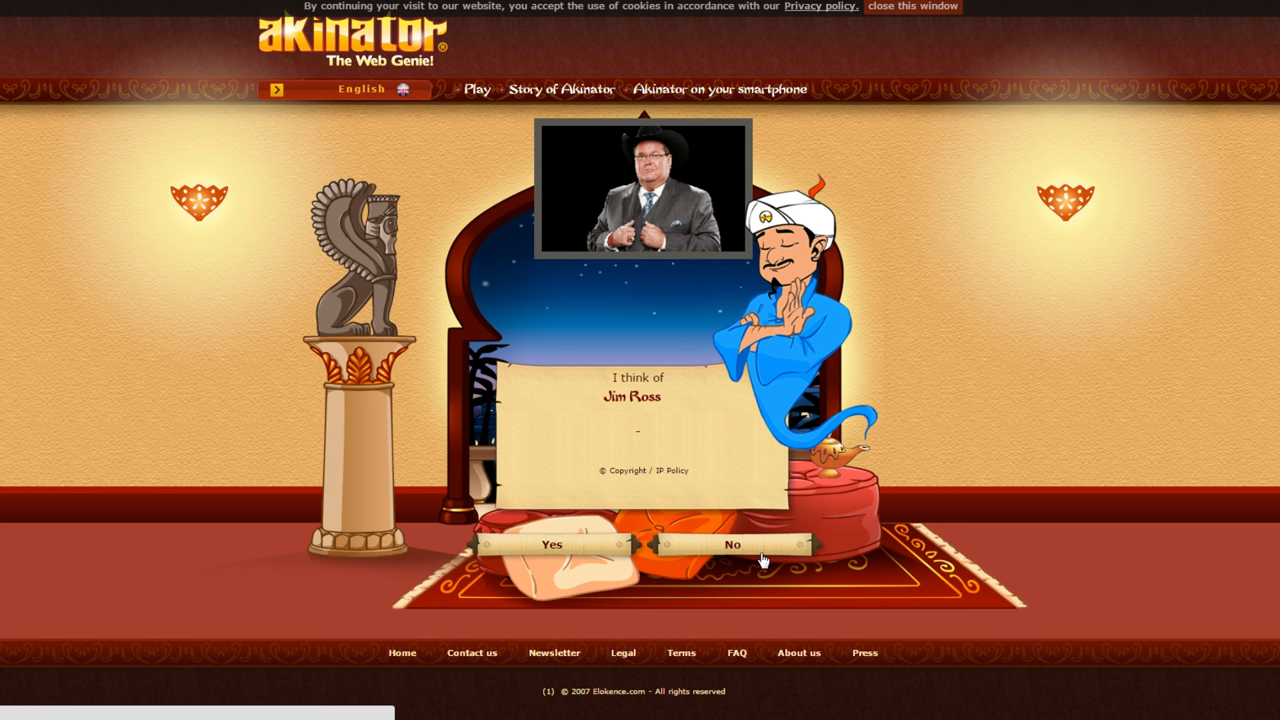 By continuing your visit to our website, you accept the use of cookies in accordance with our Privacy policy. close this window
akinator®
The Web Genie!
English
Play
Story of Akinator
Akinator on your smartphone
I think of
Jim Ross
-
© Copyright / IP Policy
Yes
No
Home Contact us Newsletter Legal Terms FAQ About us Press
(1) © 2007 Elokence.com - All rights reserved